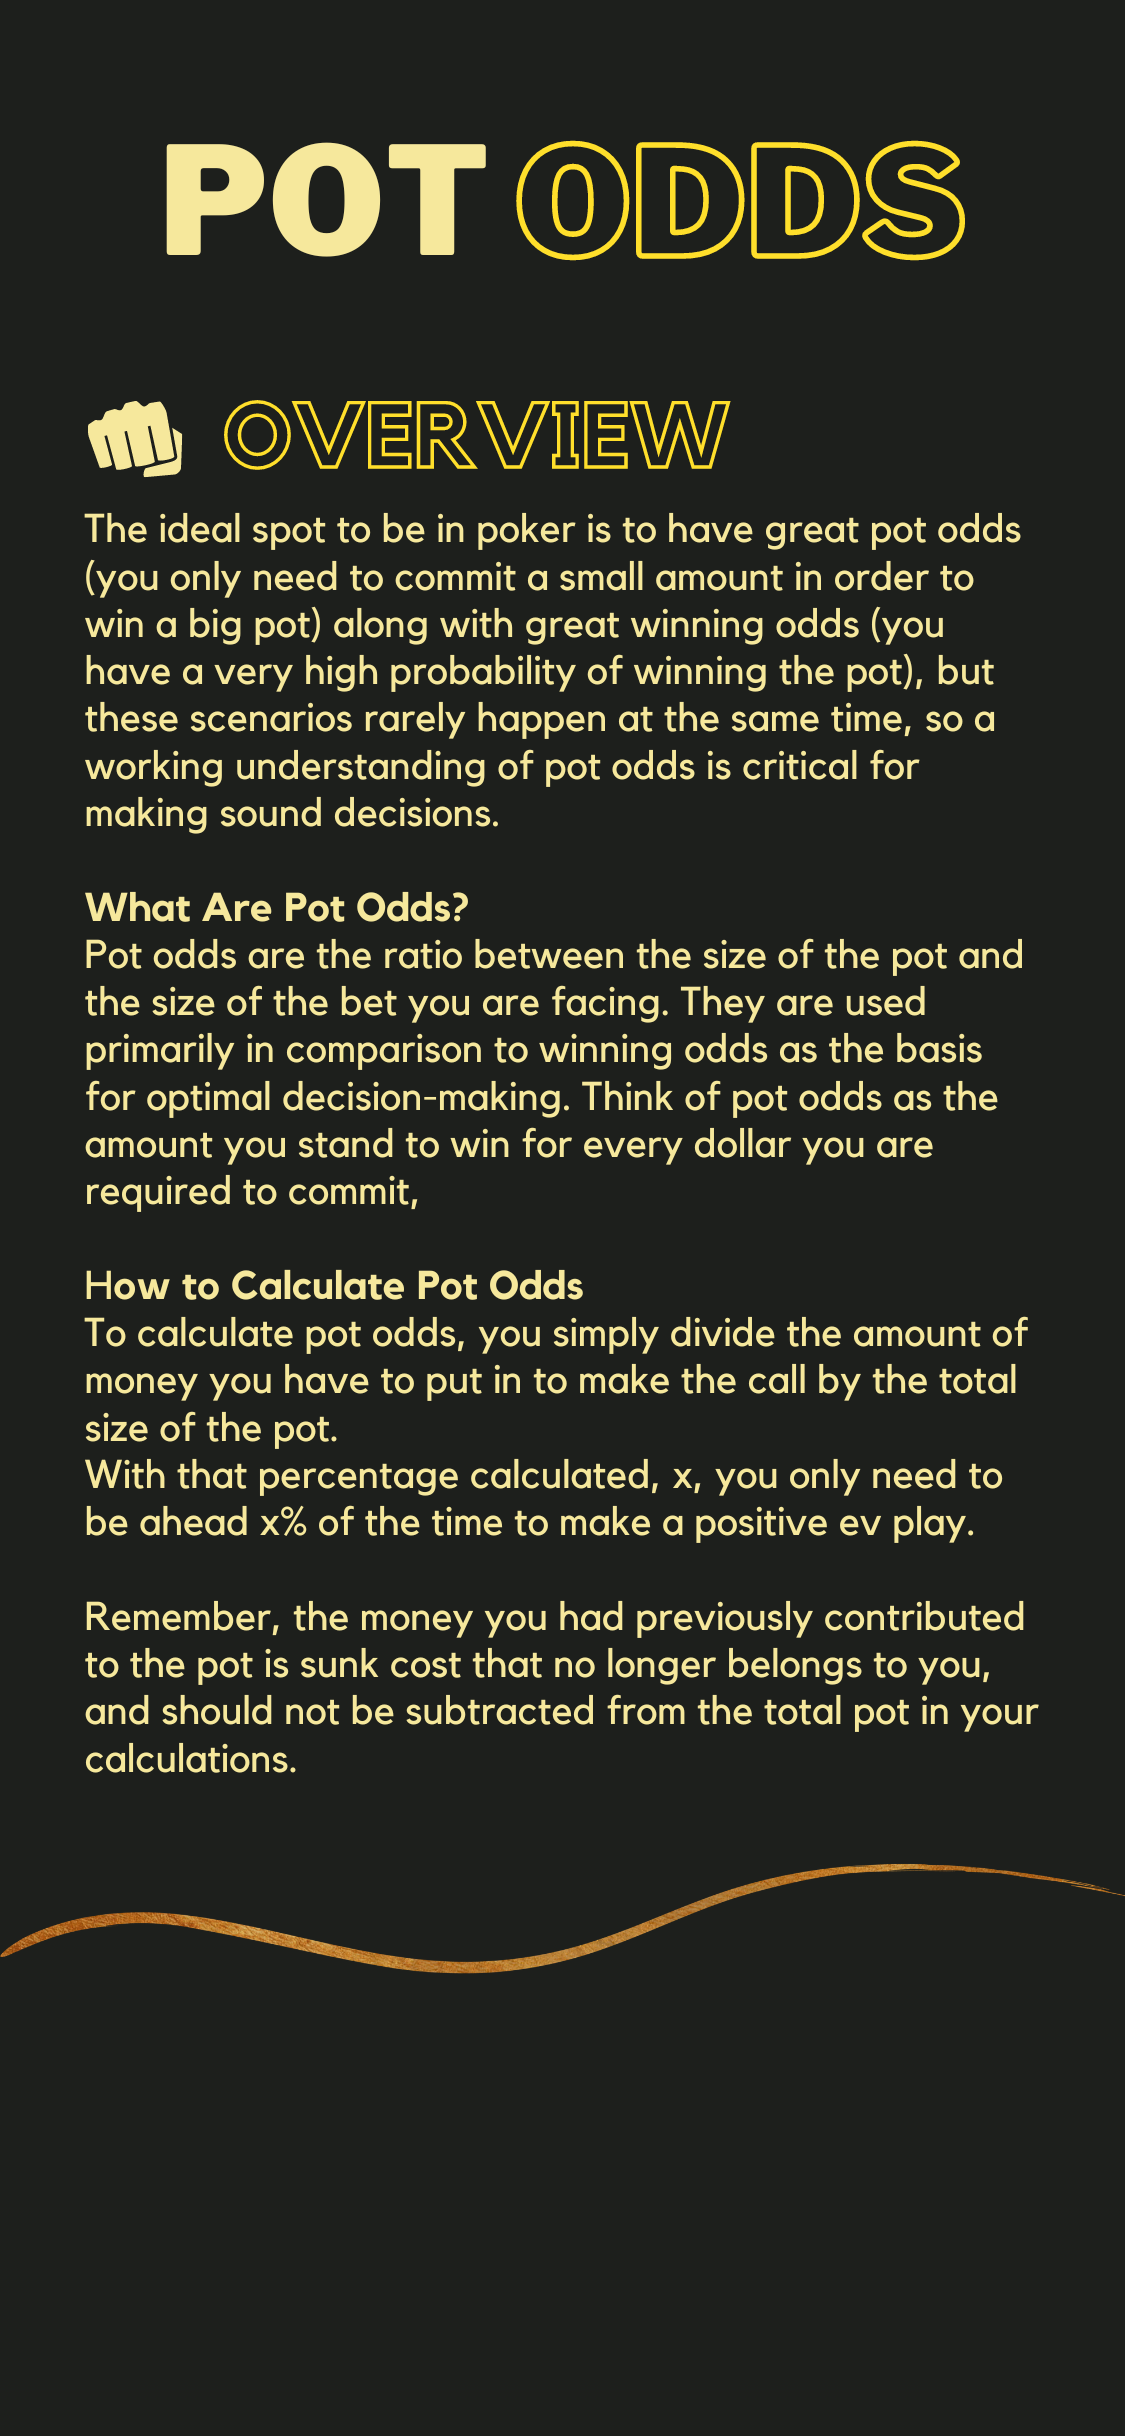 POT ODDS
OVERVIEW
The ideal spot to be in poker is to have great pot odds
(you only need to commit a small amount in order to
win a big pot) along with great winning odds (you
have a very high probability of winning the pot), but
these scenarios rarely happen at the same time, so a
working understanding of pot odds is critical for
making sound decisions.
What Are Pot Odds?
Pot odds are the ratio between the size of the pot and
the size of the bet you are facing. They are used
primarily in comparison to winning odds as the basis
for optimal decision-making. Think of pot odds as the
amount you stand to win for every dollar you are
required to commit,
How to Calculate Pot Odds
To calculate pot odds, you simply divide the amount of
money you have to put in to make the call by the total
size of the pot.
With that percentage calculated, x, you only need to
be ahead x% of the time to make a positive ev play.
Remember, the money you had previously contributed
to the pot is sunk cost that no longer belongs to you,
and should not be subtracted from the total pot in your
calculations.